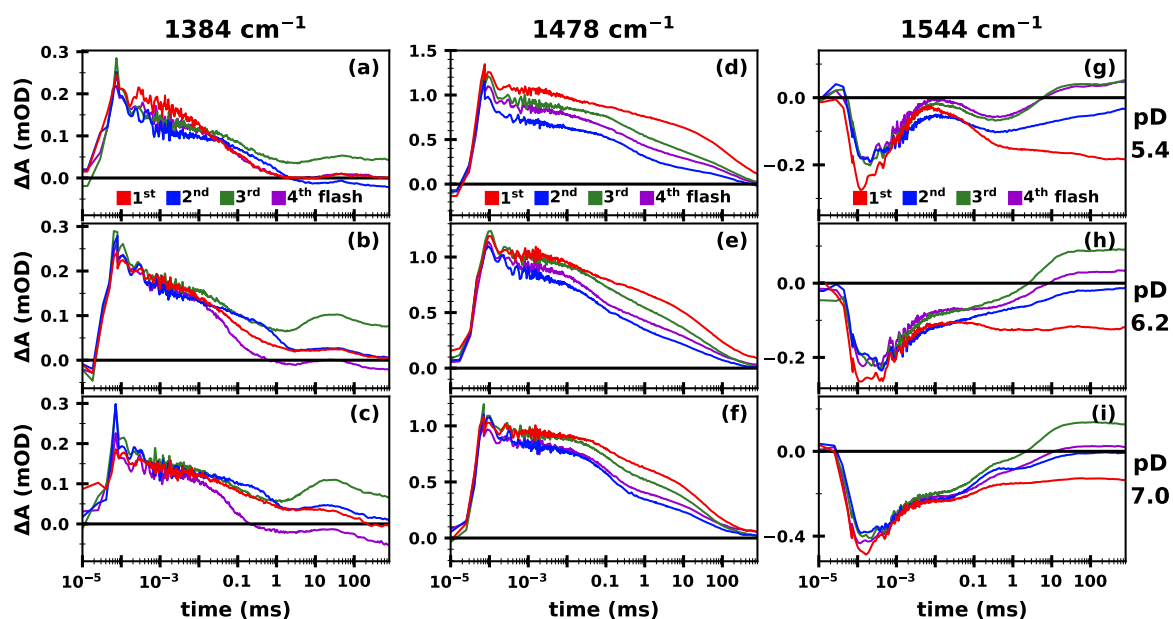 1384 cm⁻¹ 1478 cm⁻¹ 1544 cm⁻¹
ΔA (mOD)
0.3
0.2
0.1
0.0
(a)
1st 2nd 3rd 4th flash
1.5
1.0
0.5
0.0
(d)
1st 2nd 3rd 4th flash
0.0
−0.2
(g)
1st 2nd 3rd 4th flash
pD
5.4
ΔA (mOD)
0.3
0.2
0.1
0.0
(b)
1.0
0.5
0.0
(e)
0.0
−0.2
(h)
pD
6.2
ΔA (mOD)
0.3
0.2
0.1
0.0
(c)
1.0
0.5
0.0
(f)
0.0
−0.4
(i)
pD
7.0
10⁻⁵ 10⁻³ 0.1 1 10 100
10⁻⁵ 10⁻³ 0.1 1 10 100
10⁻⁵ 10⁻³ 0.1 1 10 100
time (ms) time (ms) time (ms)